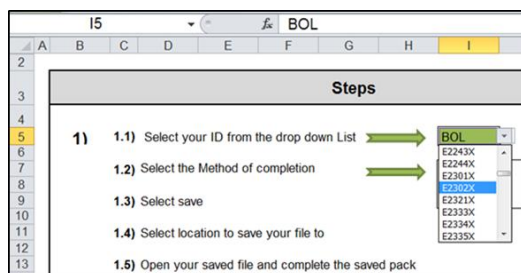 I5 fx BOL
A B C D E F G H I
2
3 Steps
4
5 1) 1.1) Select your ID from the drop down List BOL
6 E2243X
7 1.2) Select the Method of completion E2244X
E2301X
8 E2302X
9 1.3) Select save E2321X
10 E2333X
11 1.4) Select location to save your file to E2334X
12 E2335X
13 1.5) Open your saved file and complete the saved pack